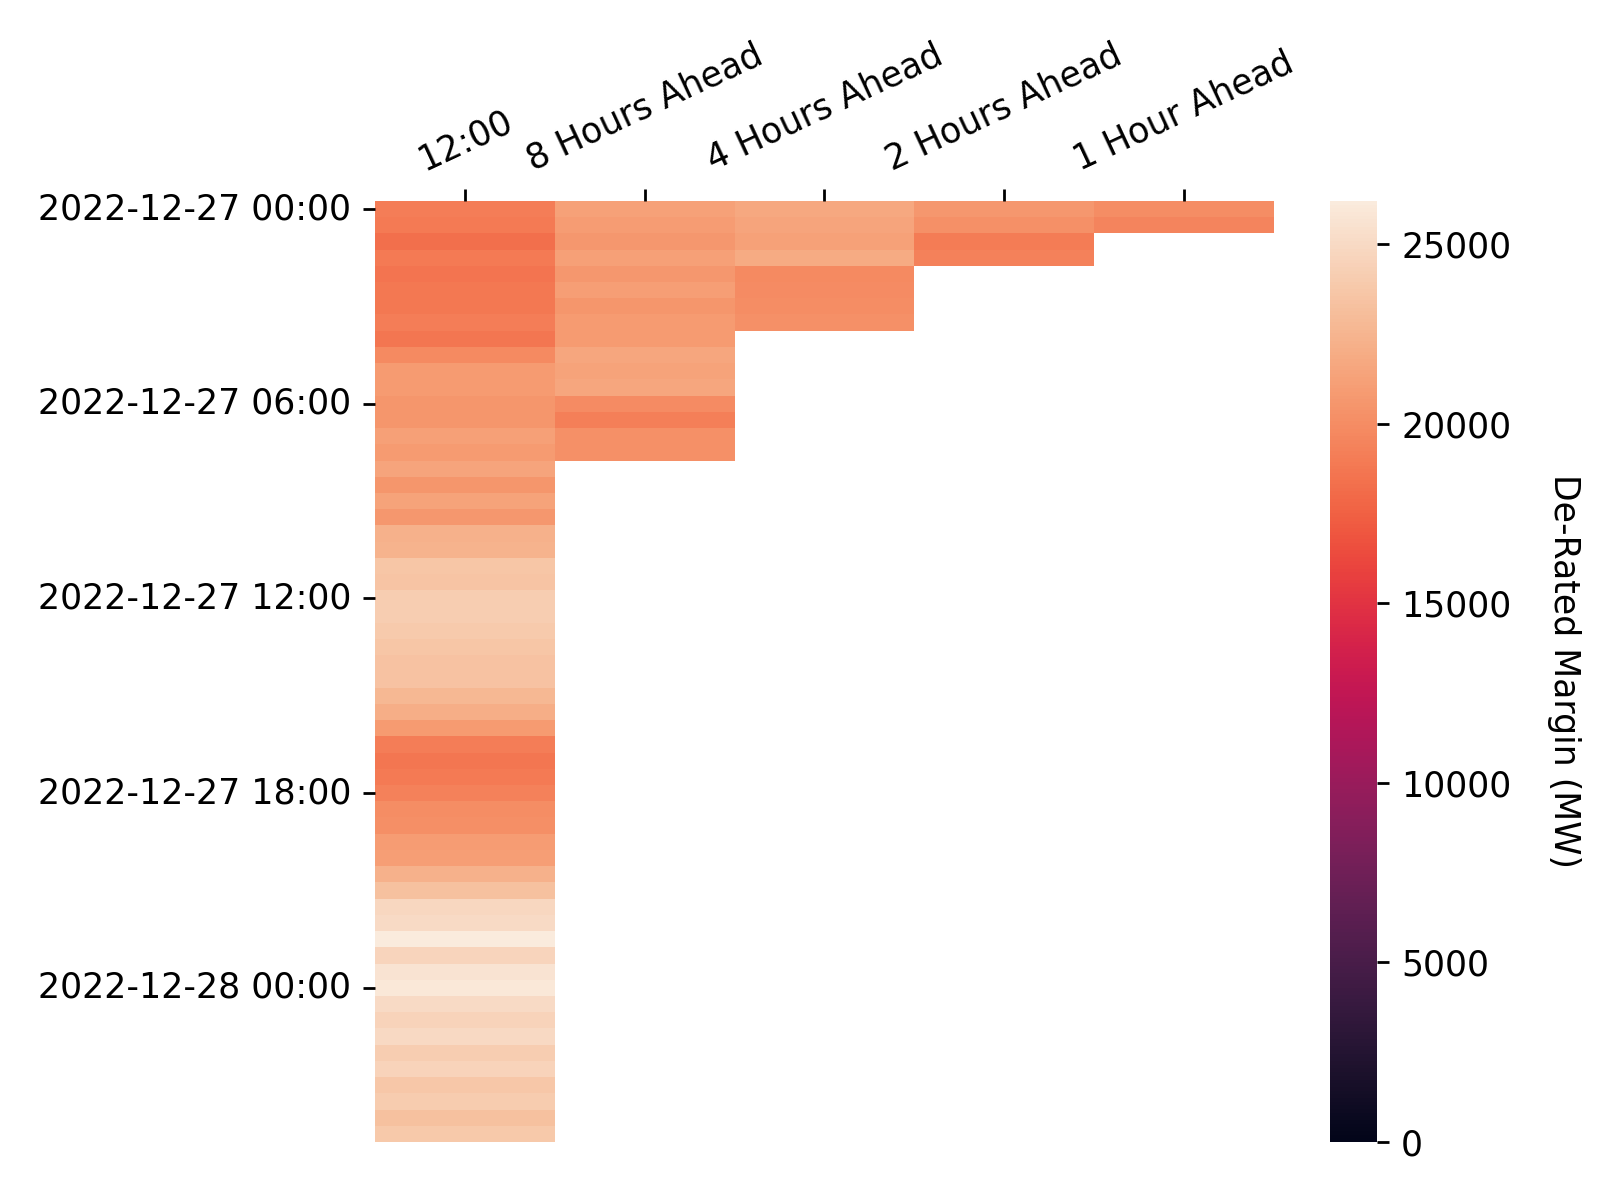 12:00
8 Hours Ahead
4 Hours Ahead
2 Hours Ahead
1 Hour Ahead
2022-12-27 00:00
2022-12-27 06:00
2022-12-27 12:00
2022-12-27 18:00
2022-12-28 00:00
25000
20000
15000
10000
5000
0
De-Rated Margin (MW)